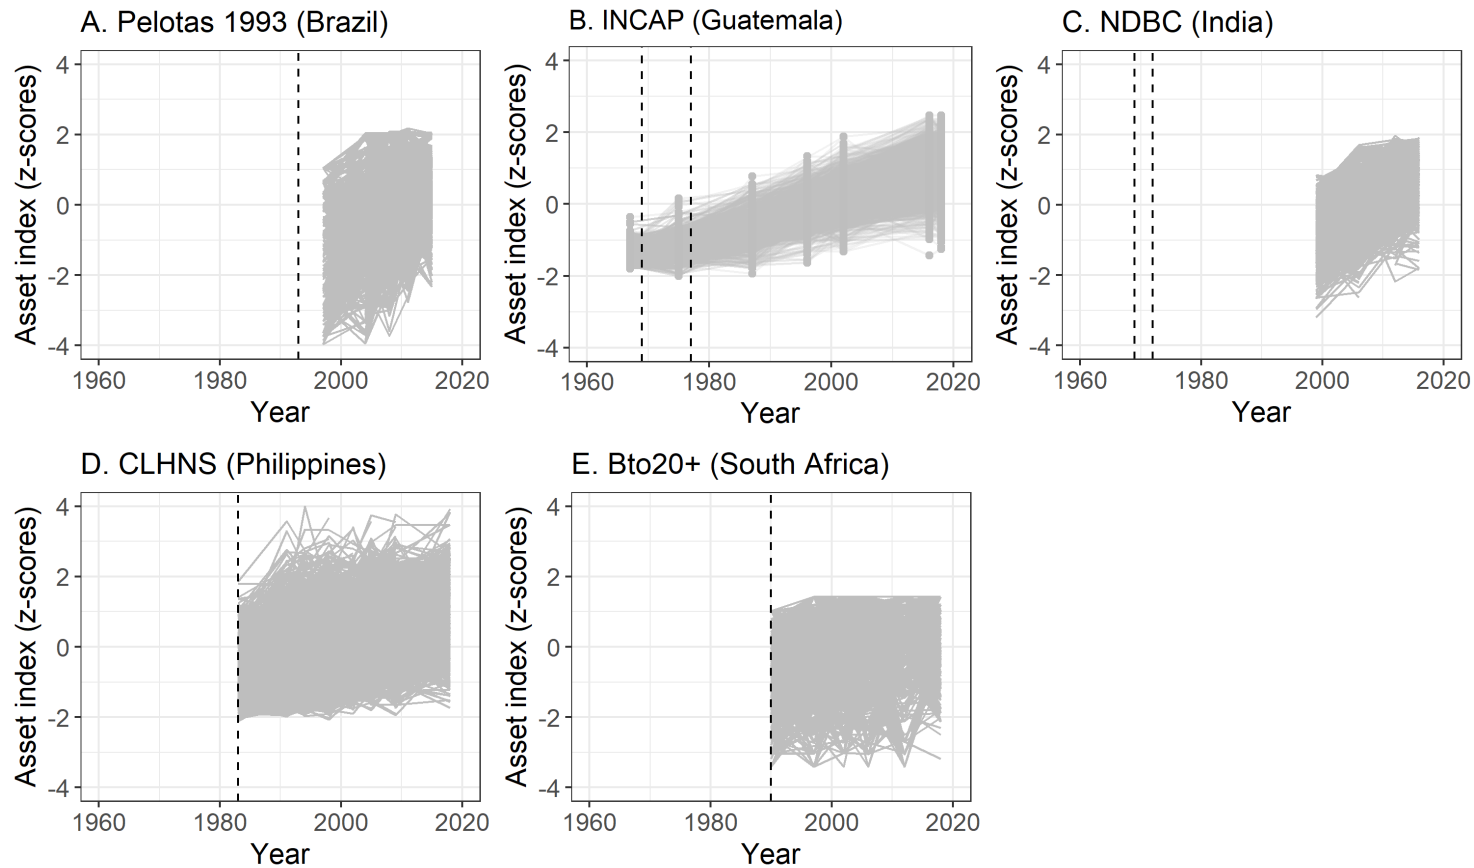 A. Pelotas 1993 (Brazil)
Asset index (z-scores)
4
2
0
-2
-4
1960 1980 2000 2020
Year
B. INCAP (Guatemala)
Asset index (z-scores)
4
2
0
-2
-4
1960 1980 2000 2020
Year
C. NDBC (India)
Asset index (z-scores)
4
2
0
-2
-4
1960 1980 2000 2020
Year
D. CLHNS (Philippines)
Asset index (z-scores)
4
2
0
-2
-4
1960 1980 2000 2020
Year
E. Bto20+ (South Africa)
Asset index (z-scores)
4
2
0
-2
-4
1960 1980 2000 2020
Year